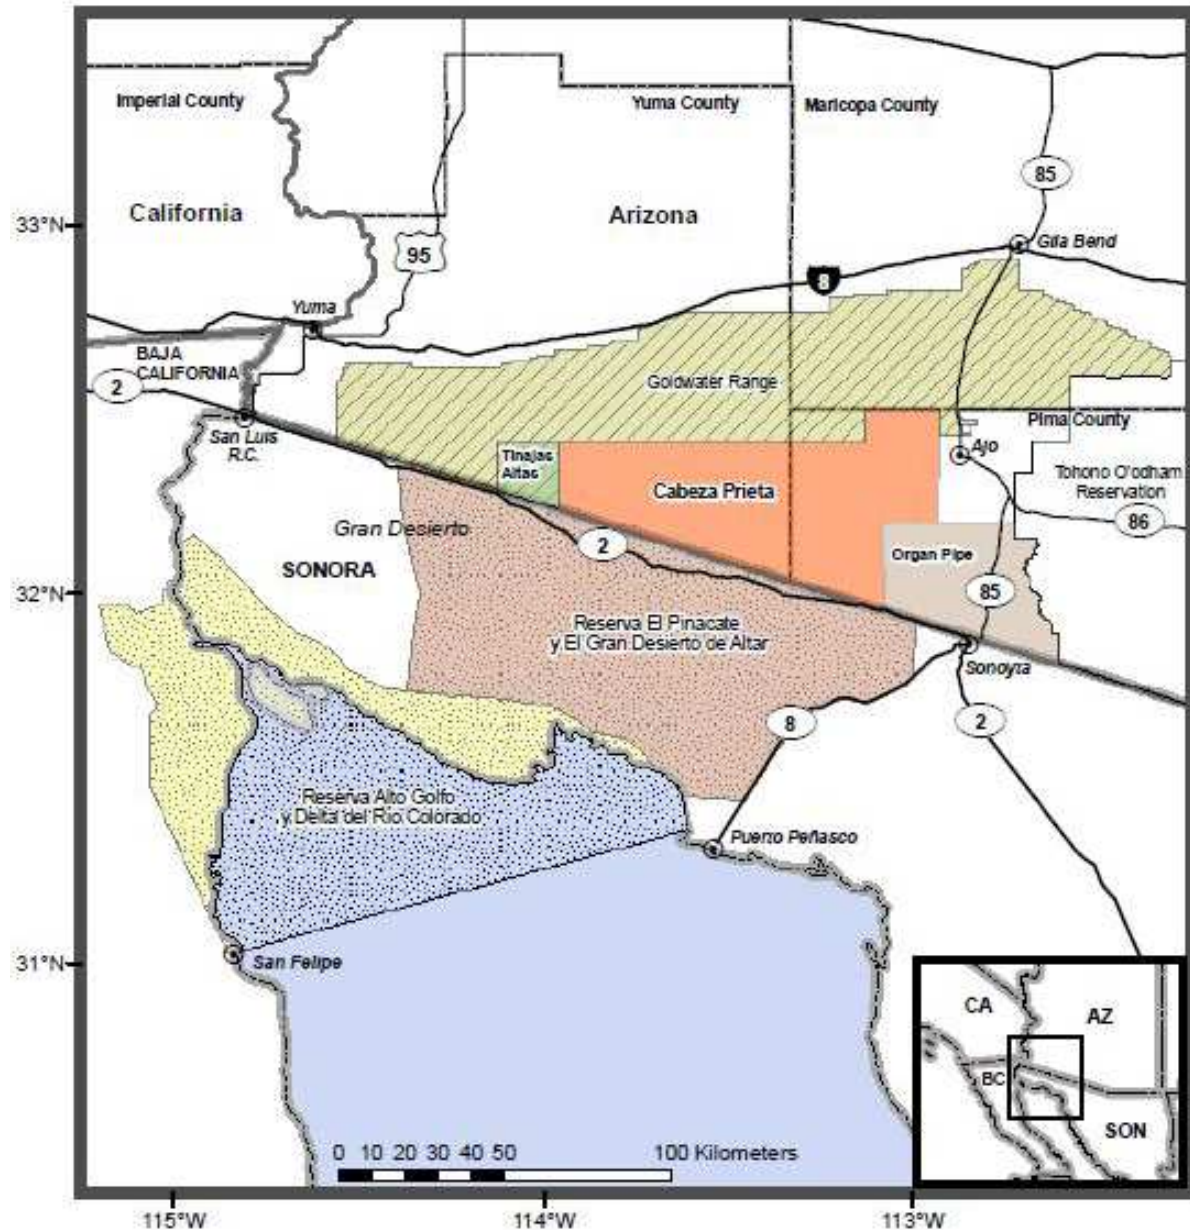 Imperial County
Yuma County
Maricopa County
85
33°N
California
Arizona
95
Gila Bend
8
Yuma
BAJA
CALIFORNIA
2
Goldwater Range
San Luis
R.C.
Pima County
Tinajas
Altas
Ajo
Cabeza Prieta
Tohono O'odham
Reservation
86
Gran Desierto
2
Organ Pipe
SONORA
32°N
85
Reserva El Pinacate
y El Gran Desierto de Altar
Sonoyta
8
2
Reserva Alto Golfo
y Delta del Rio Colorado
Puerto Peñasco
31°N
San Felipe
CA
AZ
BC
SON
0 10 20 30 40 50 100 Kilometers
115°W
114°W
113°W